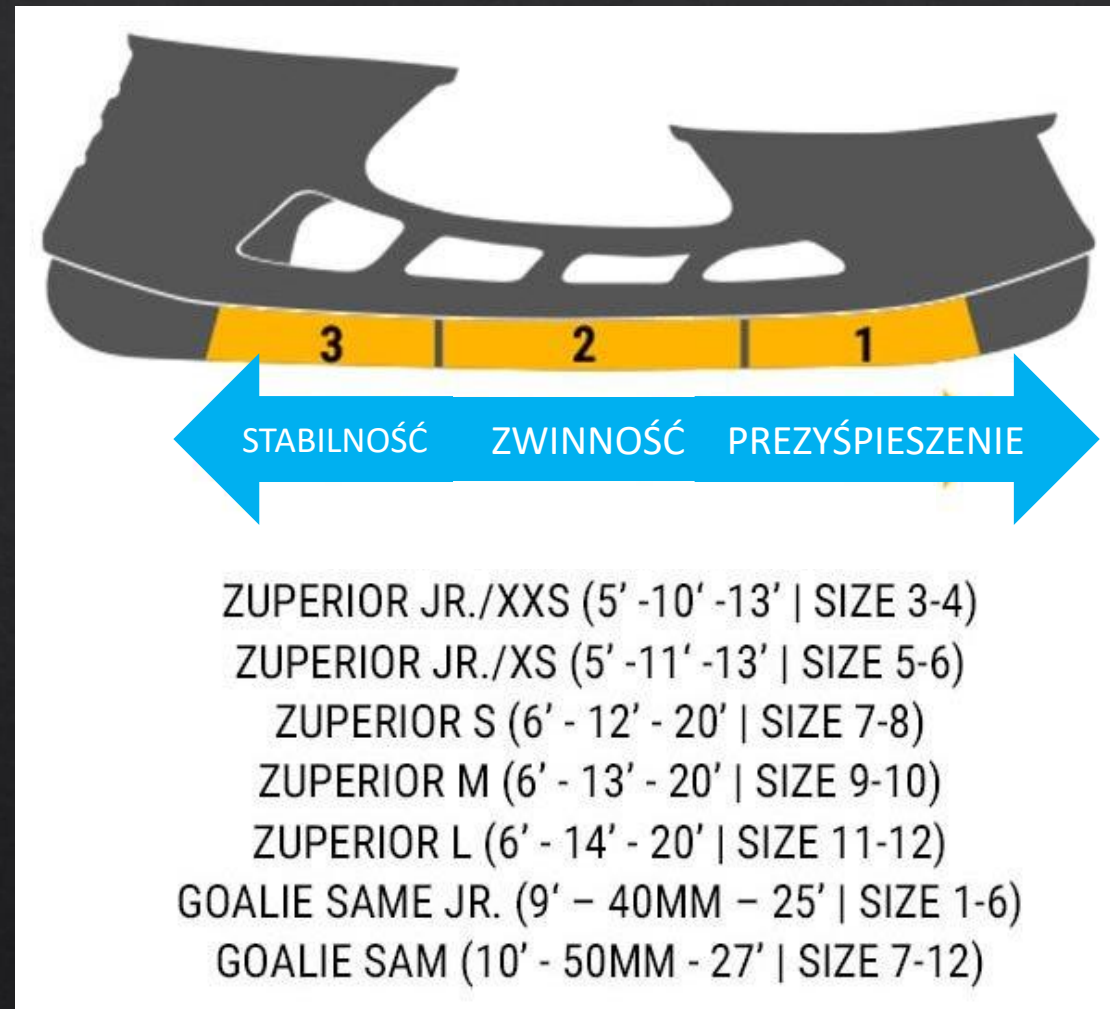 3 2 1
STABILNOŚĆ ZWINNOŚĆ PREZYŚPIESZENIE
ZUPERIOR JR./XXS (5’ -10‘ -13’ | SIZE 3-4)
ZUPERIOR JR./XS (5’ -11‘ -13’ | SIZE 5-6)
ZUPERIOR S (6’ - 12’ - 20’ | SIZE 7-8)
ZUPERIOR M (6’ - 13’ - 20’ | SIZE 9-10)
ZUPERIOR L (6’ - 14’ - 20’ | SIZE 11-12)
GOALIE SAME JR. (9‘ – 40MM – 25’ | SIZE 1-6)
GOALIE SAM (10’ - 50MM - 27’ | SIZE 7-12)